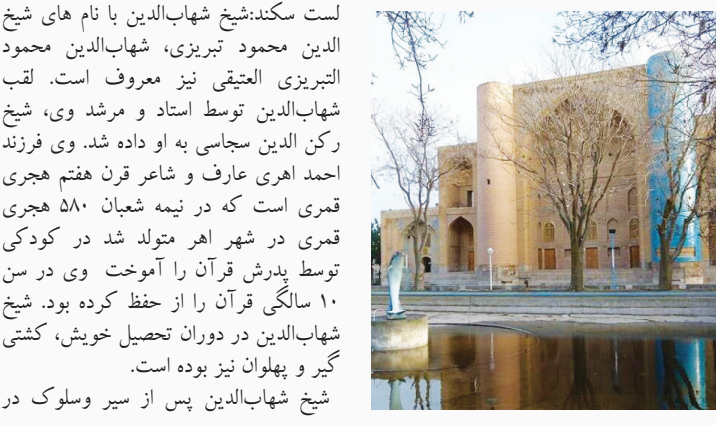 لست سکند:شیخ شهاب‌الدین با نام های شیخ
الدین محمود تبریزی، شهاب‌الدین محمود
التبریزی العتیقی نیز معروف است. لقب
شهاب‌الدین توسط استاد و مرشد وی، شیخ
رکن الدین سجاسی به او داده شد. وی فرزند
احمد اهری عارف و شاعر قرن هفتم هجری
قمری است که در نیمه شعبان ۵۸۰ هجری
قمری در شهر اهر متولد شد در کودکی
توسط پدرش قرآن را آموخت وی در سن
۱۰ سالگی قرآن را از حفظ کرده بود. شیخ
شهاب‌الدین در دوران تحصیل خویش، کشتی
گیر و پهلوان نیز بوده است.
شیخ شهاب‌الدین پس از سیر وسلوک در